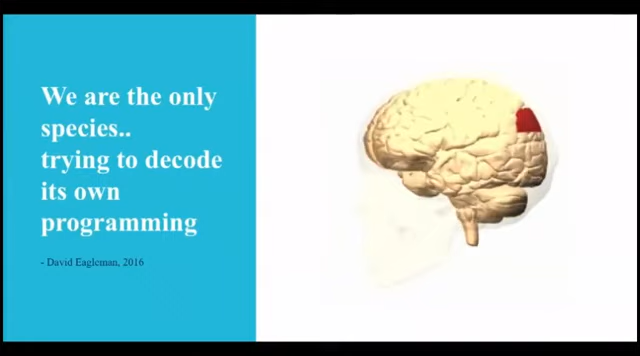 We are the only
species..
trying to decode
its own
programming
- David Eagleman, 2016